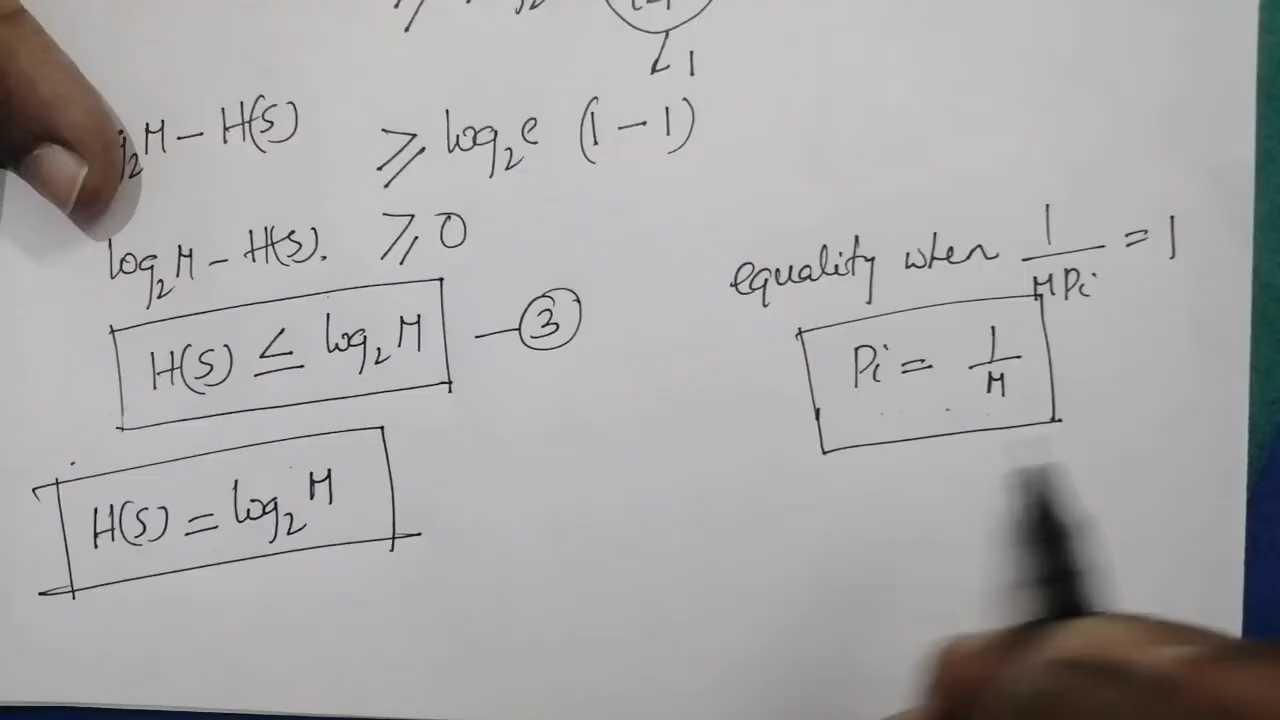 ∠ 1
₂M − H(S) ≥ log₂e (1 − 1)
log₂M − H(S). ≥ 0
equality when 1/MPi = 1
H(S) ≤ log₂M — ③
Pi = 1/M
H(S) = log₂M